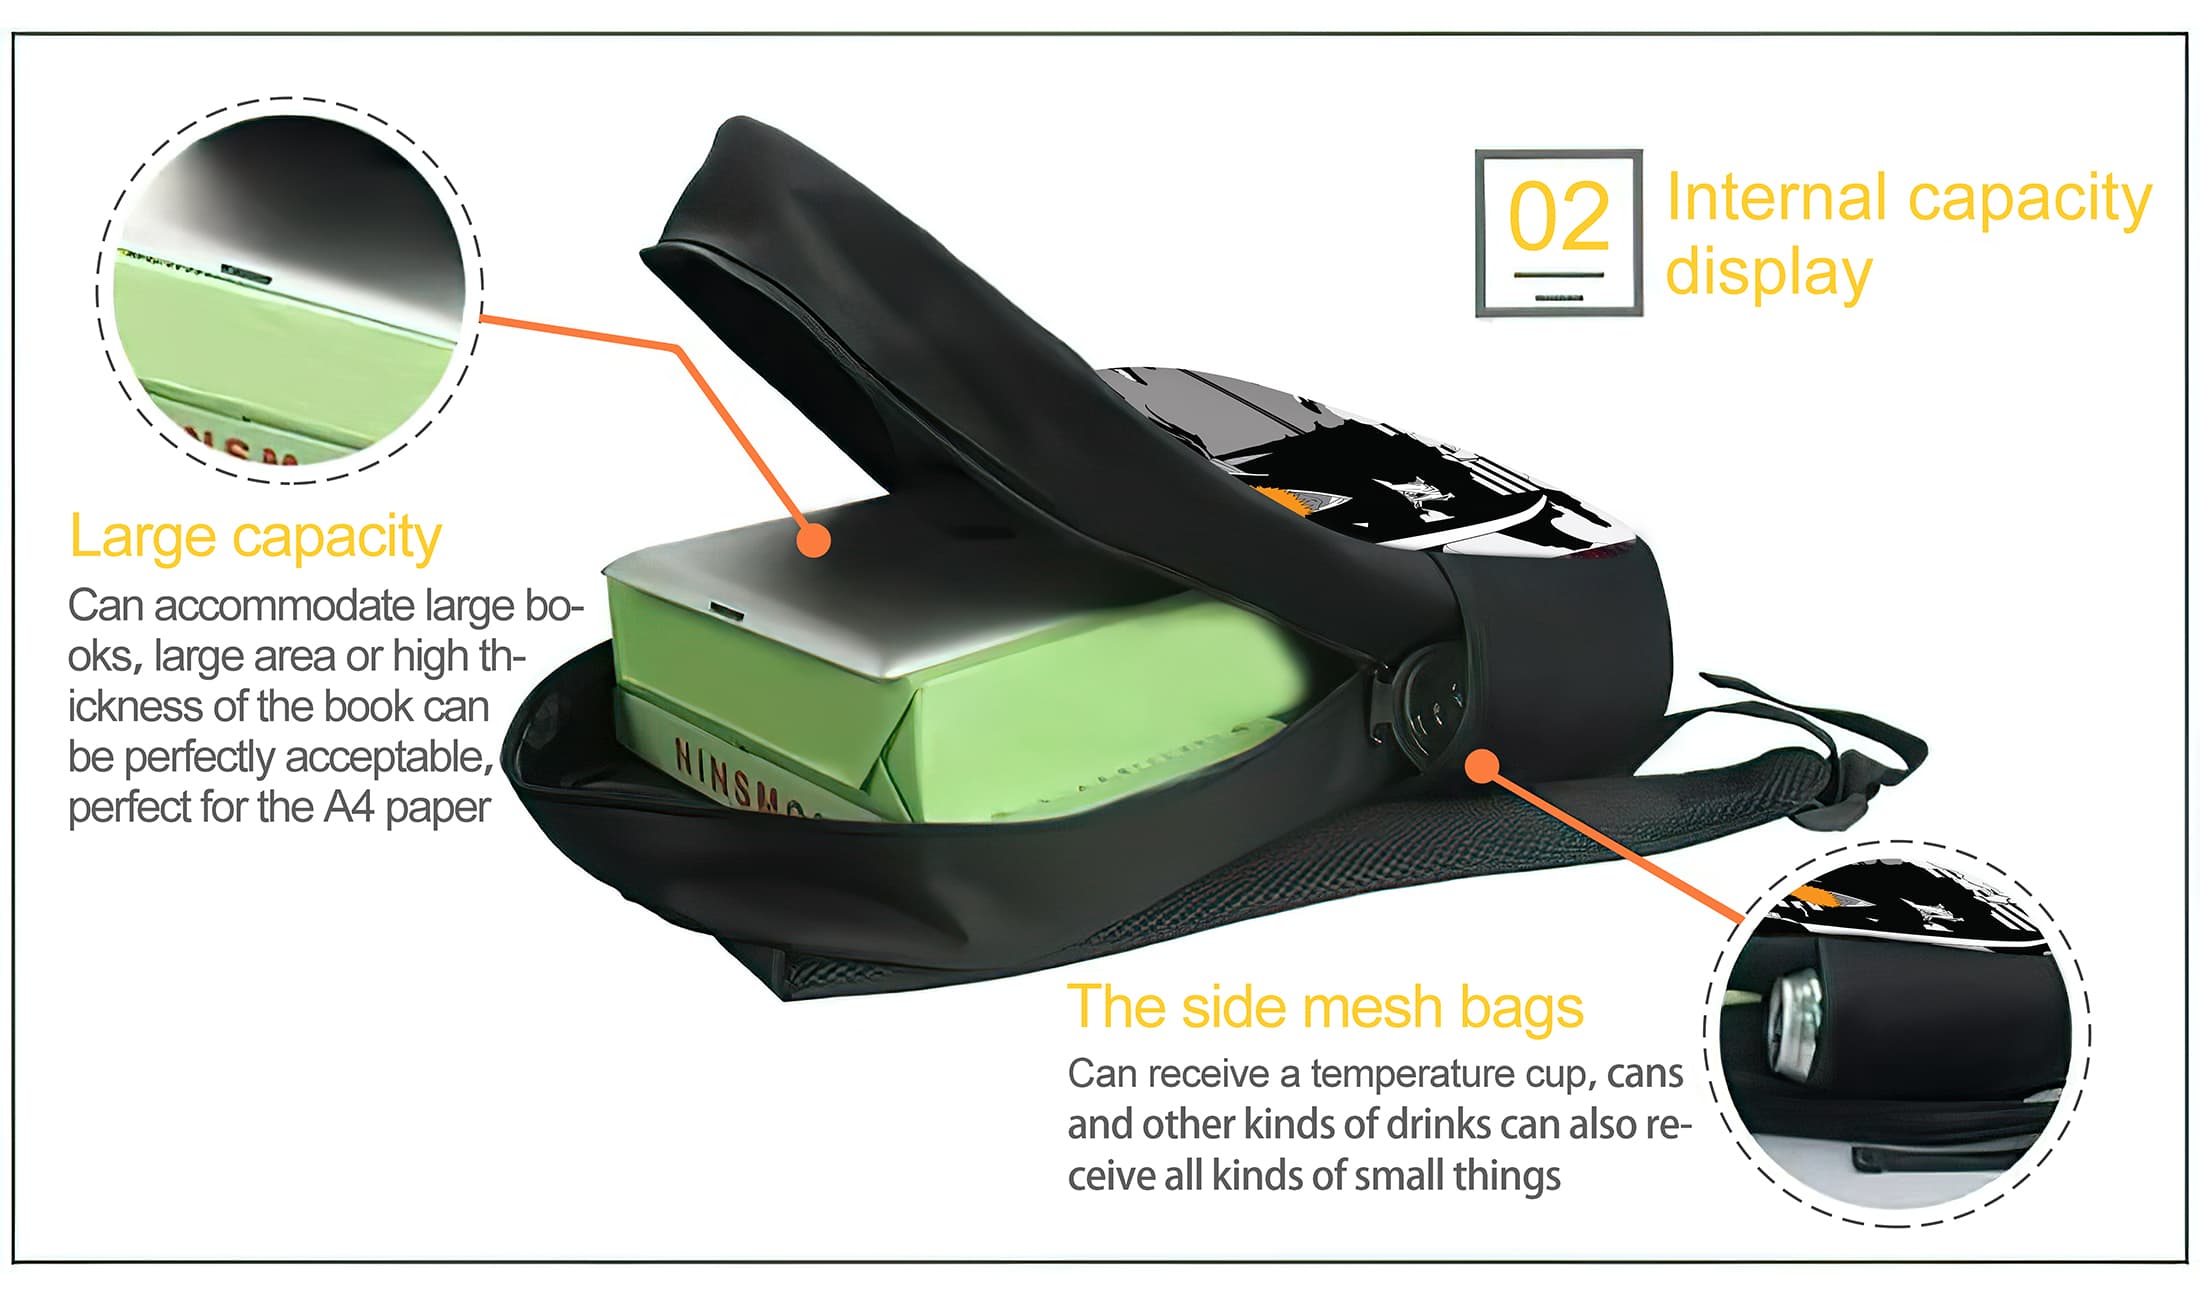 02
Internal capacity
display
Large capacity
Can accommodate large bo-
oks, large area or high th-
ickness of the book can
be perfectly acceptable,
perfect for the A4 paper
The side mesh bags
Can receive a temperature cup, cans
and other kinds of drinks can also re-
ceive all kinds of small things